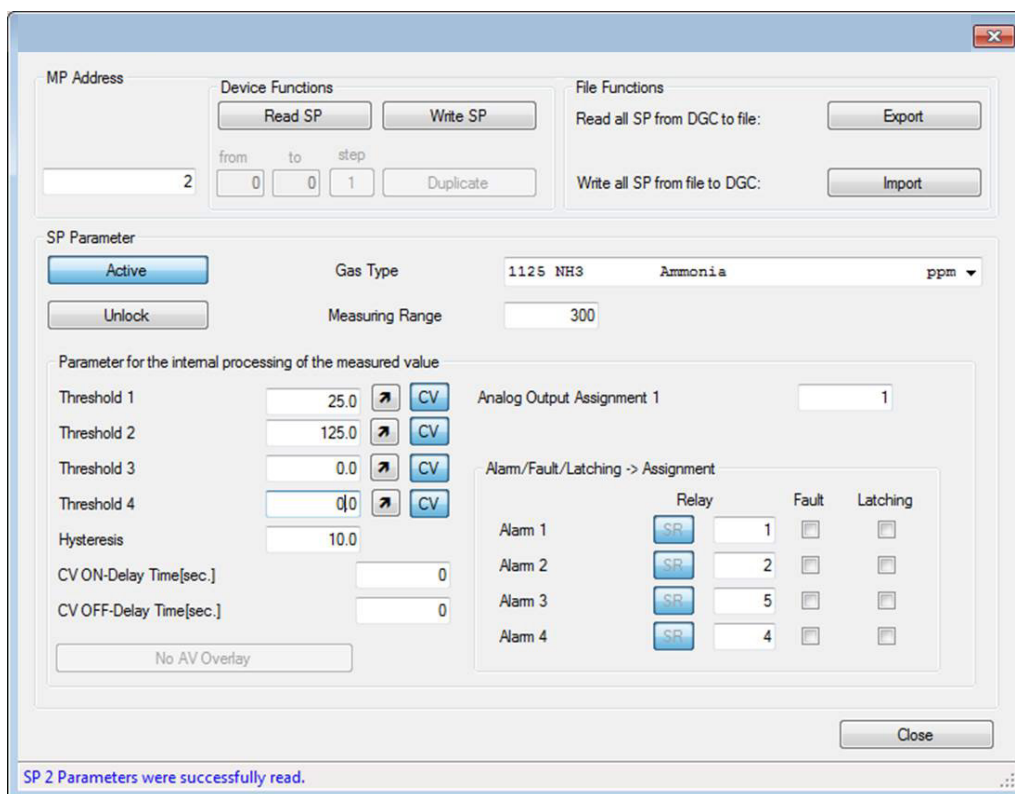 MP Address
2
Device Functions
Read SP Write SP
from to step
0 0 1 Duplicate
File Functions
Read all SP from DGC to file: Export
Write all SP from file to DGC: Import
SP Parameter
Active Gas Type 1125 NH3 Ammonia ppm
Unlock Measuring Range 300
Parameter for the internal processing of the measured value
Threshold 1 25.0 CV
Threshold 2 125.0 CV
Threshold 3 0.0 CV
Threshold 4 0.0 CV
Hysteresis 10.0
CV ON-Delay Time[sec.] 0
CV OFF-Delay Time[sec.] 0
No AV Overlay
Analog Output Assignment 1 1
Alarm/Fault/Latching -> Assignment
Relay Fault Latching
Alarm 1 SR 1
Alarm 2 SR 2
Alarm 3 SR 5
Alarm 4 SR 4
Close
SP 2 Parameters were successfully read.